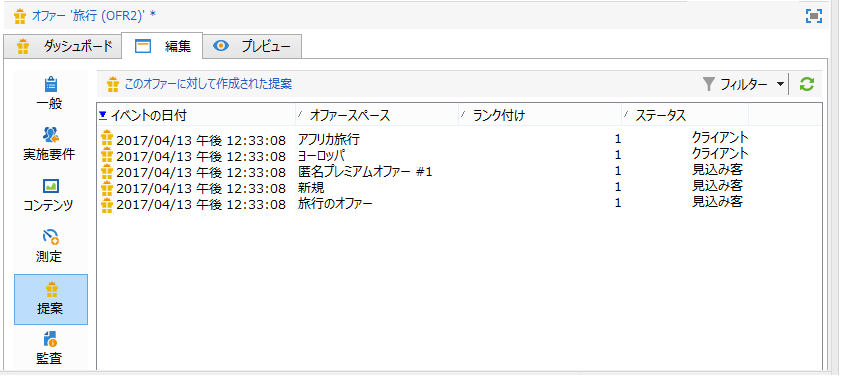 オファー '旅行 (OFR2)' *
ダッシュボード 編集 プレビュー
一般
実施要件
コンテンツ
測定
提案
監査
このオファーに対して作成された提案 フィルター
イベントの日付 オファースペース ランク付け ステータス
2017/04/13 午後 12:33:08 アフリカ旅行 1 クライアント
2017/04/13 午後 12:33:08 ヨーロッパ 1 クライアント
2017/04/13 午後 12:33:08 匿名プレミアムオファー #1 1 見込み客
2017/04/13 午後 12:33:08 新規 1 見込み客
2017/04/13 午後 12:33:08 旅行のオファー 1 見込み客